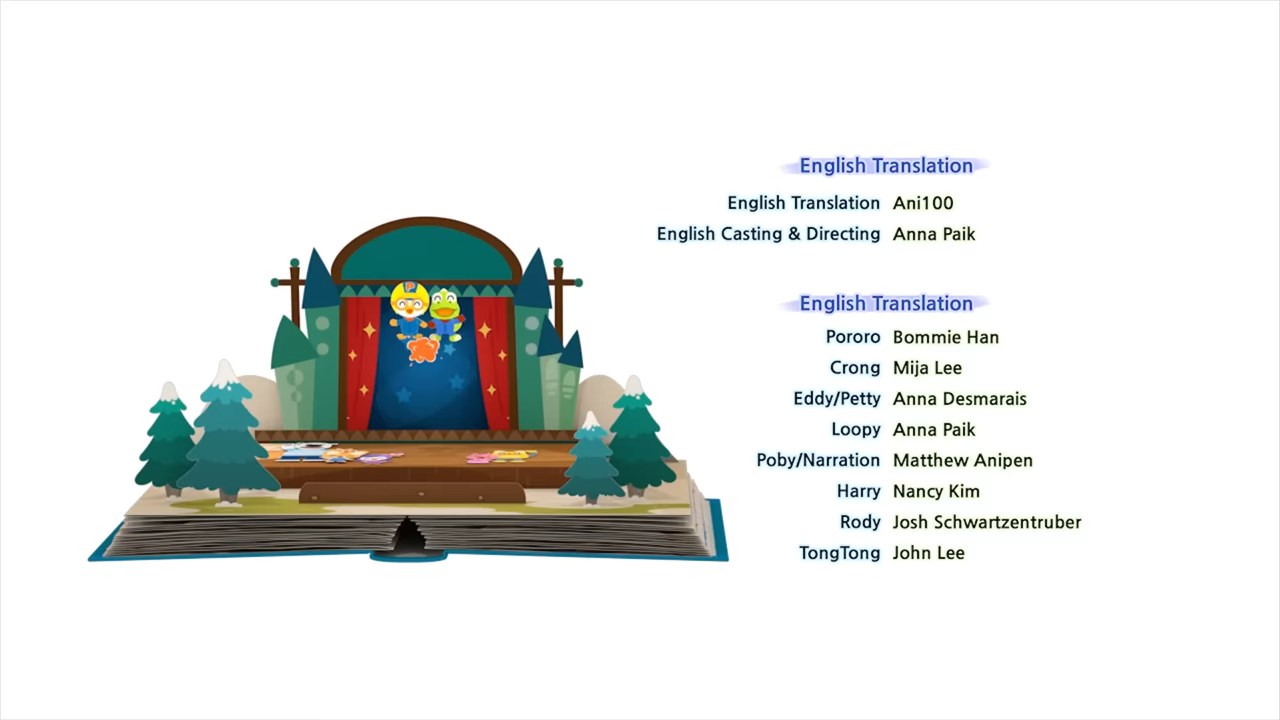 English Translation
English Translation Ani100
English Casting & Directing Anna Paik
English Translation
Pororo Bommie Han
Crong Mija Lee
Eddy/Petty Anna Desmarais
Loopy Anna Paik
Poby/Narration Matthew Anipen
Harry Nancy Kim
Rody Josh Schwartzentruber
TongTong John Lee